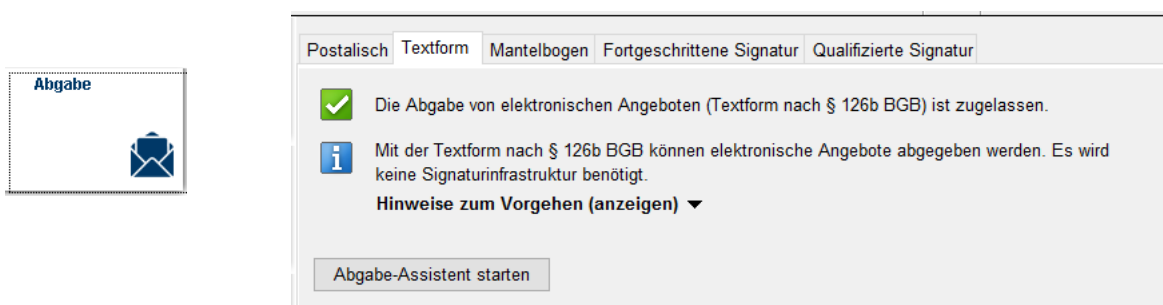 Abgabe
Postalisch Textform Mantelbogen Fortgeschrittene Signatur Qualifizierte Signatur
Die Abgabe von elektronischen Angeboten (Textform nach § 126b BGB) ist zugelassen.
Mit der Textform nach § 126b BGB können elektronische Angebote abgegeben werden. Es wird
keine Signaturinfrastruktur benötigt.
Hinweise zum Vorgehen (anzeigen)
Abgabe-Assistent starten